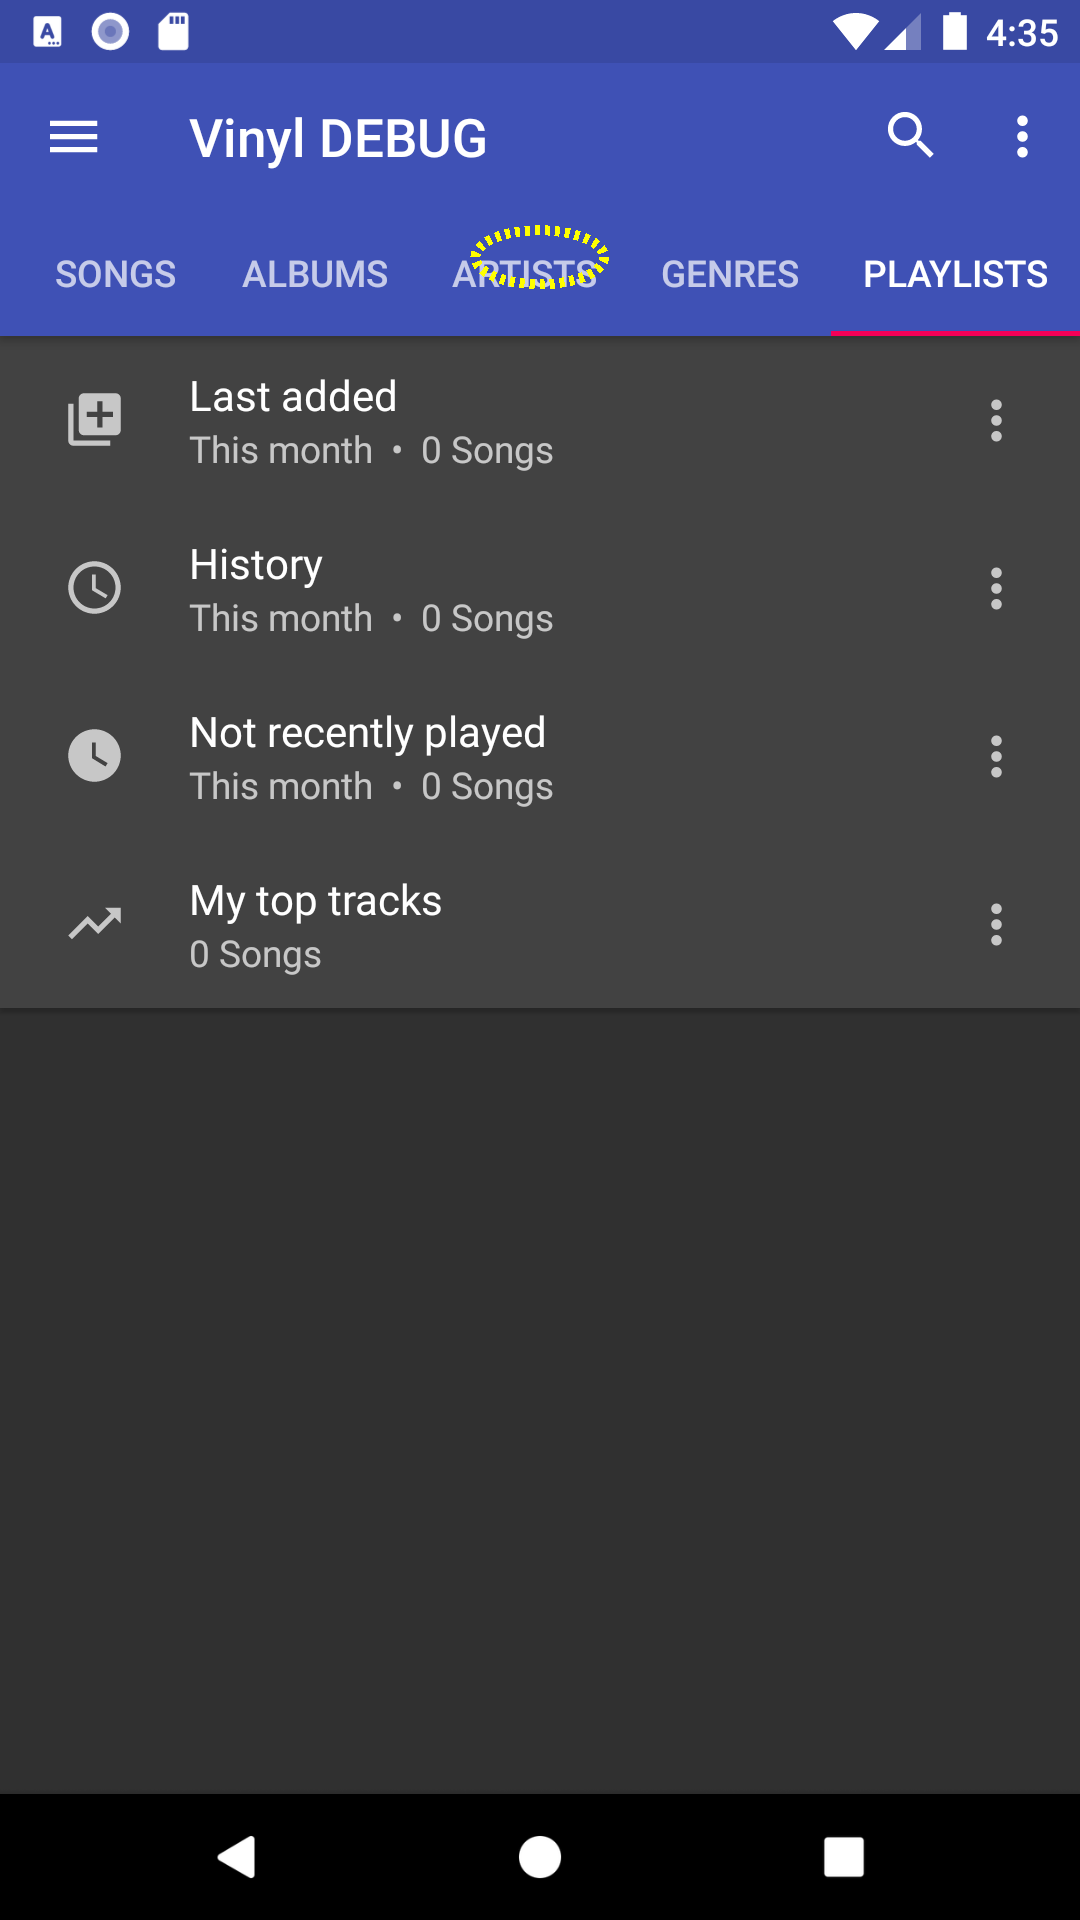 4:35
Vinyl DEBUG
SONGS ALBUMS ARTISTS GENRES PLAYLISTS
Last added
This month • 0 Songs
History
This month • 0 Songs
Not recently played
This month • 0 Songs
My top tracks
0 Songs